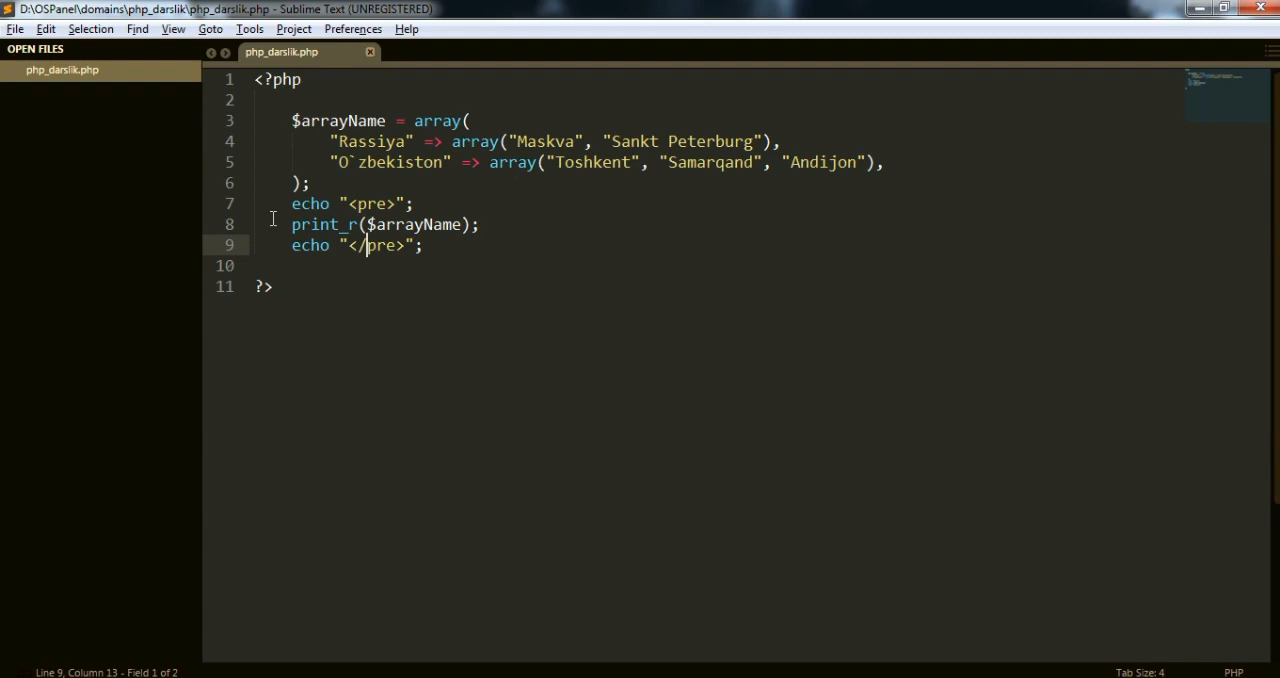 D:\OSPanel\domains\php_darslik\php_darslik.php - Sublime Text (UNREGISTERED)
File Edit Selection Find View Goto Tools Project Preferences Help
OPEN FILES
php_darslik.php
php_darslik.php
1 <?php
2
3 $arrayName = array(
4 "Rassiya" => array("Maskva", "Sankt Peterburg"),
5 "O`zbekiston" => array("Toshkent", "Samarqand", "Andijon"),
6 );
7 echo "<pre>";
8 print_r($arrayName);
9 echo "</pre>";
10
11 ?>
Line 9, Column 13 - Field 1 of 2
Tab Size: 4 PHP